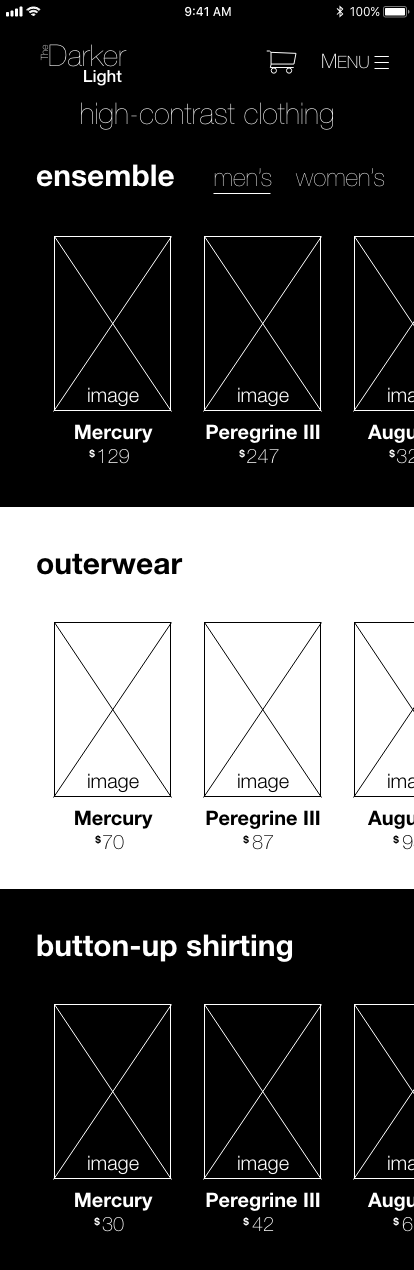 9:41 AM 100%
The Darker
Light
MENU
high-contrast clothing
ensemble men's women's
image image ima
Mercury Peregrine III Augu
$129 $247 $32
outerwear
image image ima
Mercury Peregrine III Augu
$70 $87 $9
button-up shirting
image image ima
Mercury Peregrine III Augu
$30 $42 $6